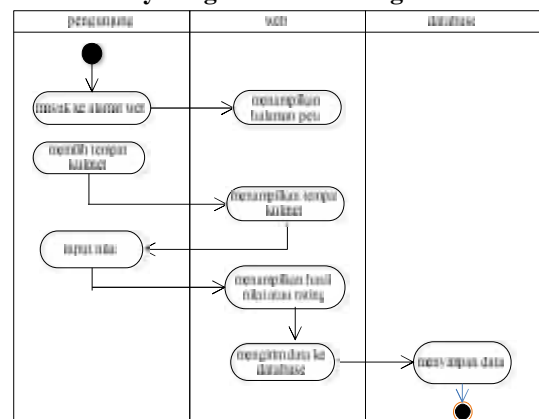 pengunjung
web
database
masuk ke alamat web
menampilkan
halaman peta
memilih tempat
kuliner
menampilkan tempat
kuliner
input nilai
menampilkan hasil
nilai atau rating
mengirim data ke
database
menyimpan data